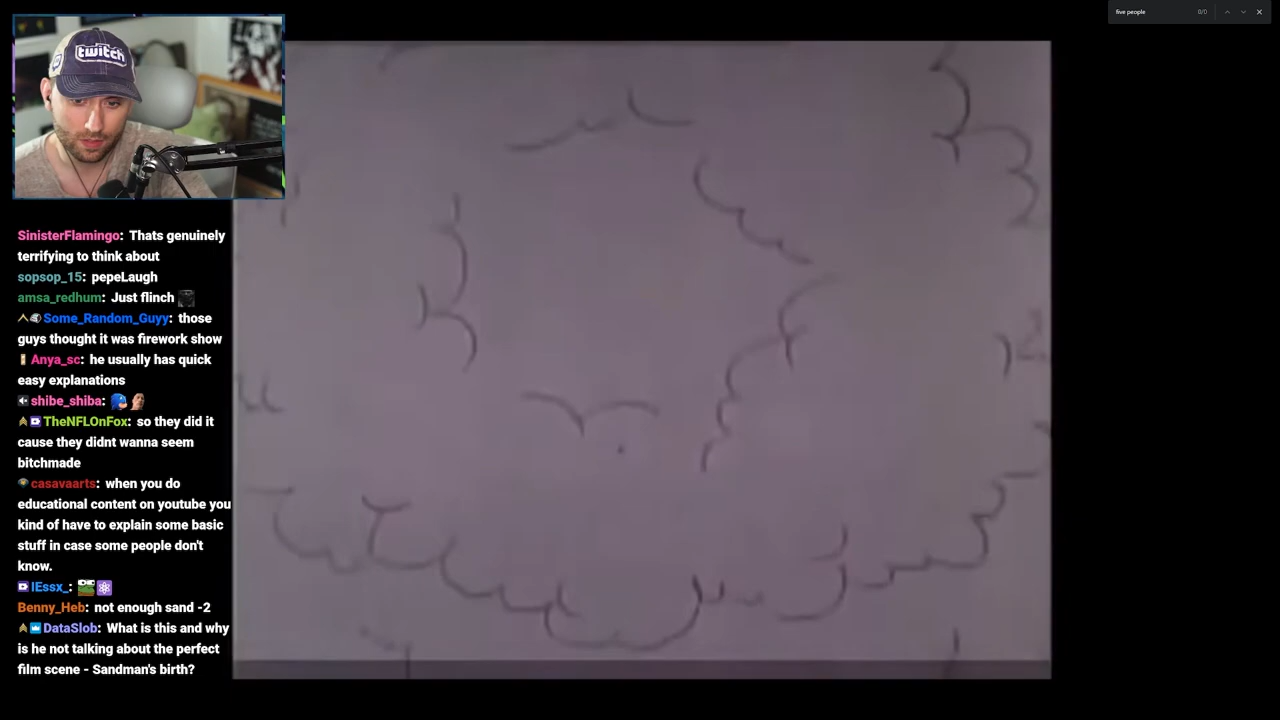 five people
0/0
twitch
SinisterFlamingo: Thats genuinely
terrifying to think about
sopsop_15: pepeLaugh
amsa_redhum: Just flinch
Some_Random_Guyy: those
guys thought it was firework show
Anya_sc: he usually has quick
easy explanations
shibe_shiba:
TheNFLOnFox: so they did it
cause they didnt wanna seem
bitchmade
casavaarts: when you do
educational content on youtube you
kind of have to explain some basic
stuff in case some people don't
know.
lEssx_:
Benny_Heb: not enough sand -2
DataSlob: What is this and why
is he not talking about the perfect
film scene - Sandman's birth?